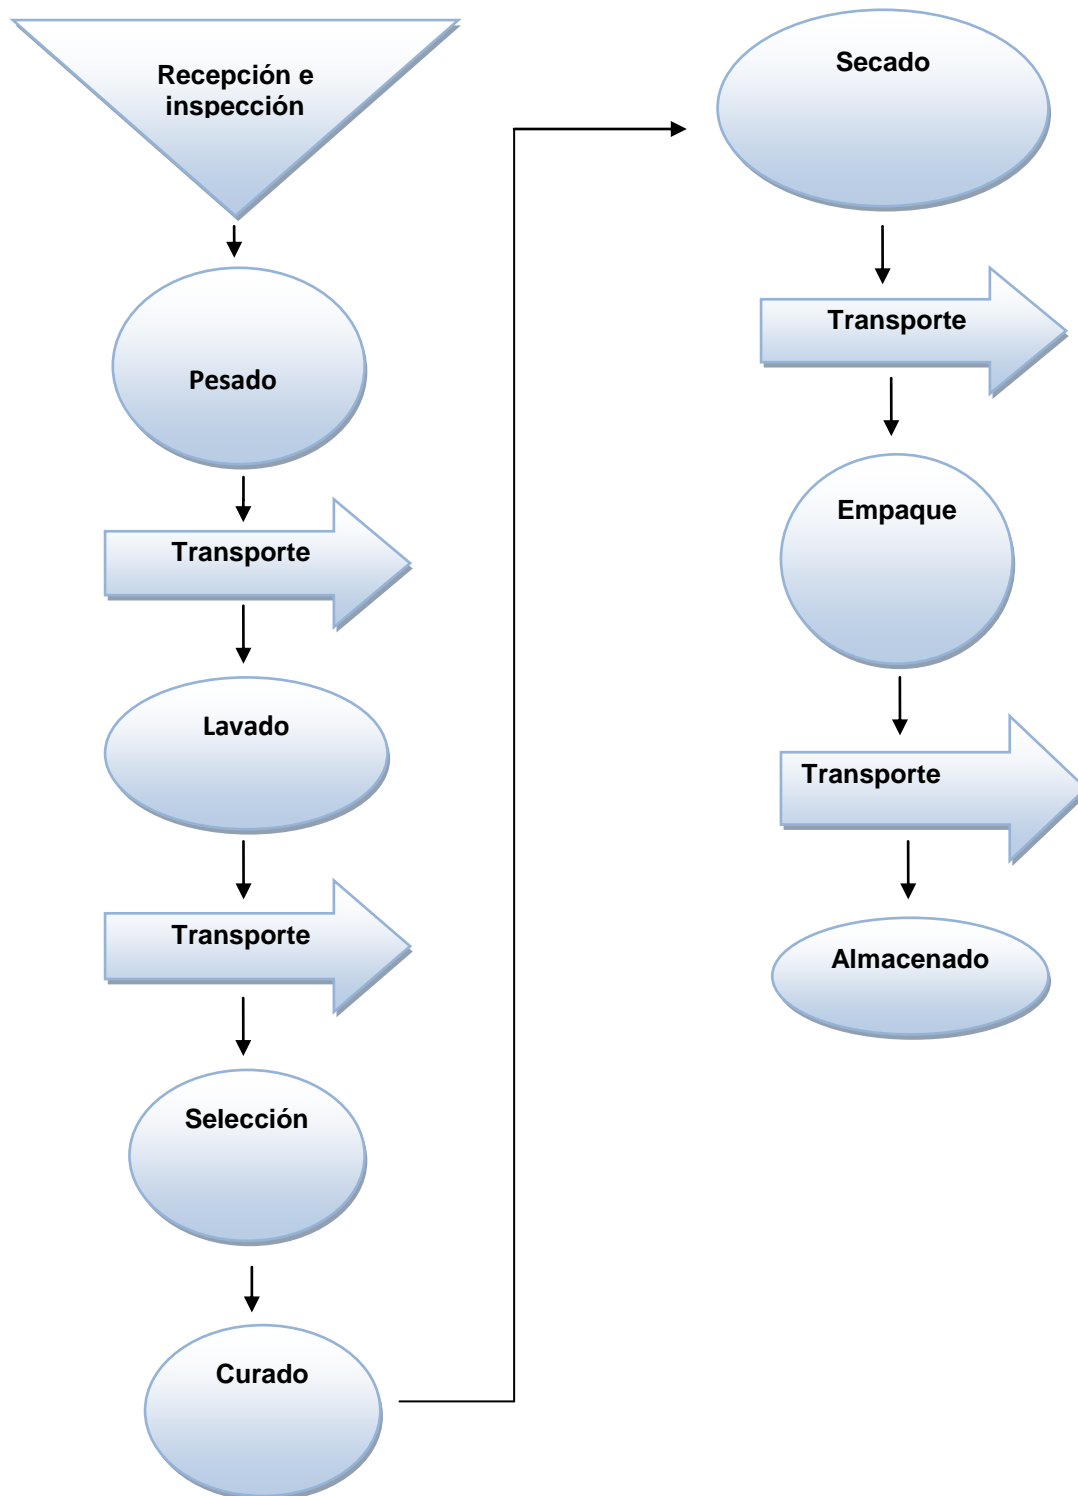 Recepción e
inspección
Pesado
Transporte
Lavado
Transporte
Selección
Curado
Secado
Transporte
Empaque
Transporte
Almacenado